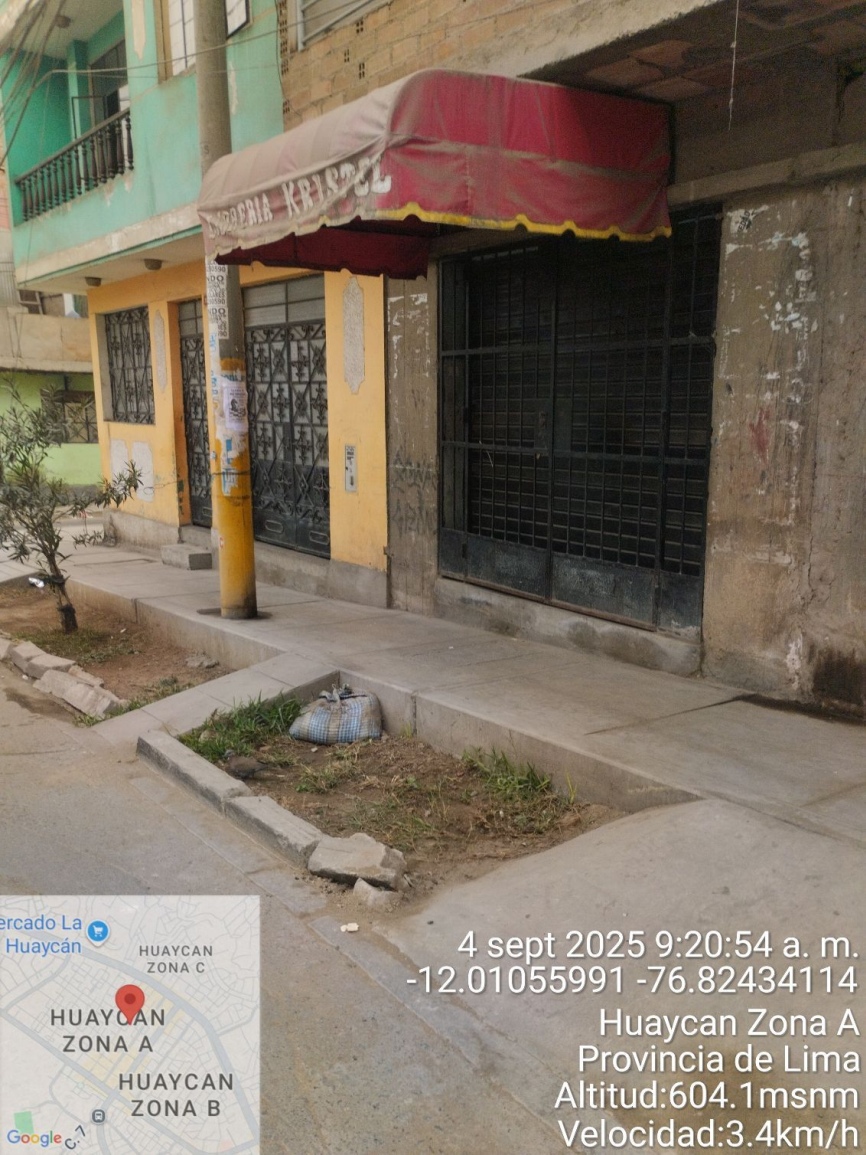 KRISTEL
ercado La
Huaycán
HUAYCAN
ZONA C
HUAYCAN
ZONA A
HUAYCAN
ZONA B
Google
C. 7
4 sept 2025 9:20:54 a. m.
-12.01055991 -76.82434114
Huaycan Zona A
Provincia de Lima
Altitud:604.1msnm
Velocidad:3.4km/h